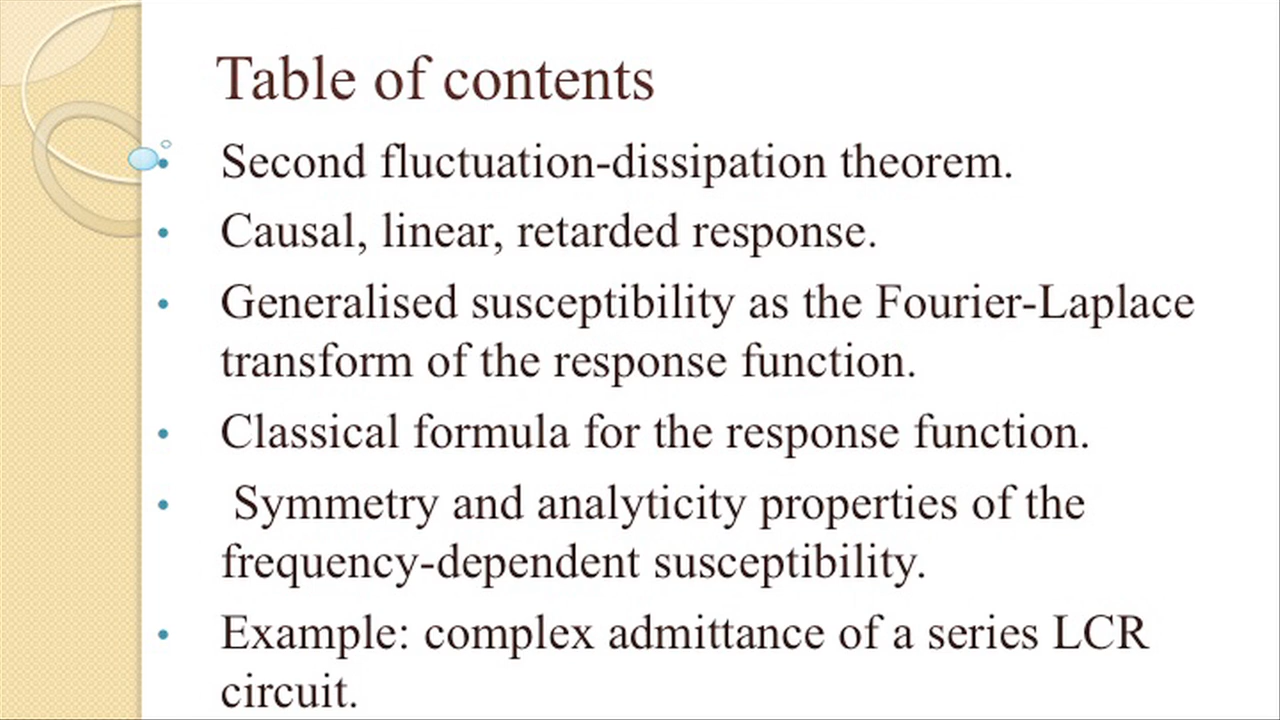 Table of contents
• Second fluctuation-dissipation theorem.
• Causal, linear, retarded response.
• Generalised susceptibility as the Fourier-Laplace
transform of the response function.
• Classical formula for the response function.
• Symmetry and analyticity properties of the
frequency-dependent susceptibility.
• Example: complex admittance of a series LCR
circuit.